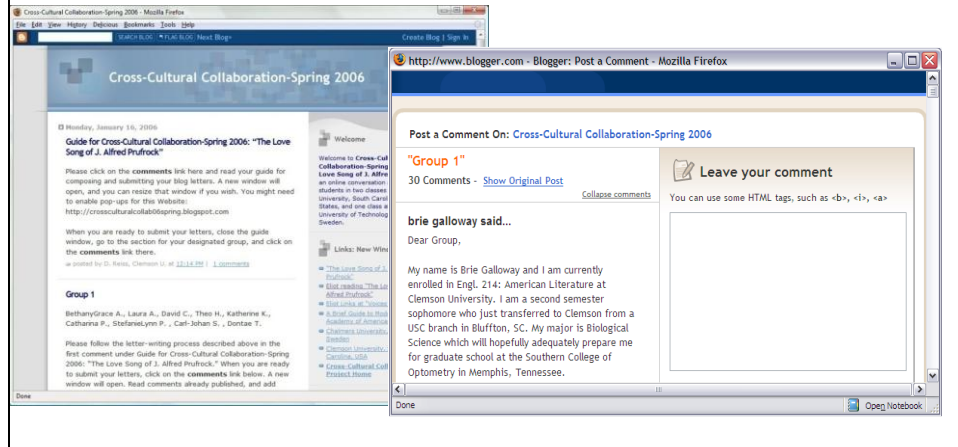 Cross-Cultural Collaboration-Spring 2006 - Mozilla Firefox
File Edit View History Delicious Bookmarks Tools Help
SEARCH BLOG FLAG BLOG Next Blog» Create Blog | Sign In
Cross-Cultural Collaboration-Spring 2006
Monday, January 16, 2006
Guide for Cross-Cultural Collaboration-Spring 2006: “The Love
Song of J. Alfred Prufrock”
Please click on the comments link here and read your guide for
composing and submitting your blog letters. A new window will
open, and you can resize that window if you wish. You might need
to enable pop-ups for this Website:
http://crossculturalcollab06spring.blogspot.com
When you are ready to submit your letters, close the guide
window, go to the section for your designated group, and click on
the comments link there.
posted by D. Reiss, Clemson U. at 12:14 PM | 1 comments
Group 1
BethanyGrace A., Laura A., David C., Theo H., Katherine K.,
Catharina P., StefanieLynn P. , Carl-Johan S. , Dontae T.
Please follow the letter-writing process described above in the
first comment under Guide for Cross-Cultural Collaboration-Spring
2006: "The Love Song of J. Alfred Prufrock." When you are ready
to submit your letters, click on the comments link below. A new
window will open. Read comments already published, and add
Welcome
Welcome to Cross-Cul
Collaboration-Spring
Love Song of J. Alfred
an online conversation
students in two classes
University, South Caroli
States, and one class a
University of Technolog
Sweden.
Links: New Wind
"The Love Song of J.
Prufrock"
Eliot reading "The Lo
Alfred Prufrock"
Eliot Links at "Voices
A Brief Guide to Mod
Academy of America
Chalmers University,
Sweden
Clemson University,
Carolina, USA
Cross-Cultural Coll
Project Home
Done
http://www.blogger.com - Blogger: Post a Comment - Mozilla Firefox
Post a Comment On: Cross-Cultural Collaboration-Spring 2006
"Group 1"
30 Comments - Show Original Post
Collapse comments
brie galloway said...
Dear Group,
My name is Brie Galloway and I am currently
enrolled in Engl. 214: American Literature at
Clemson University. I am a second semester
sophomore who just transferred to Clemson from a
USC branch in Bluffton, SC. My major is Biological
Science which will hopefully adequately prepare me
for graduate school at the Southern College of
Optometry in Memphis, Tennessee.
Leave your comment
You can use some HTML tags, such as <b>, <i>, <a>
Done
Open Notebook